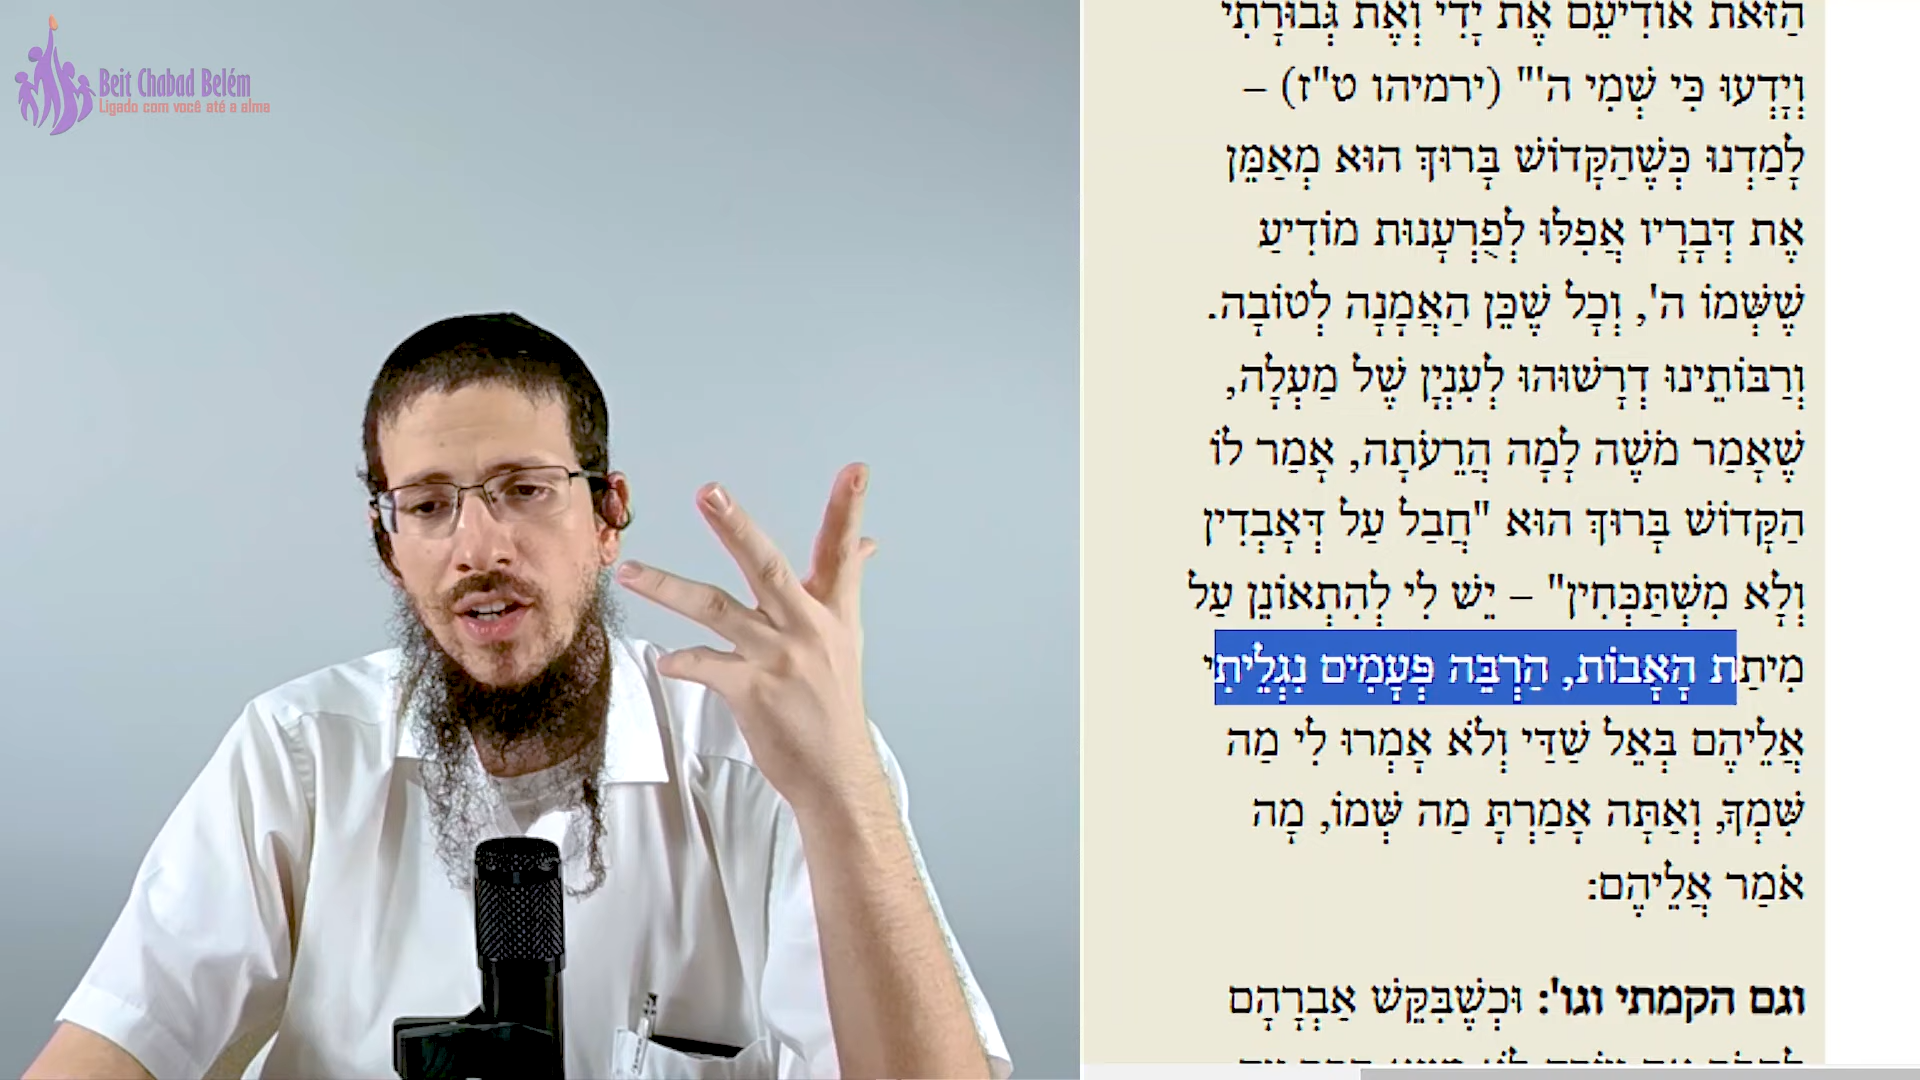 Beit Chabad Belém
Ligado com você até a alma
הַזֹּאת אוֹדִיעֵם אֶת יָדִי וְאֶת גְּבוּרָתִי
וְיָדְעוּ כִּי שְׁמִי ה'" (ירמיהו ט"ז) –
לָמַדְנוּ כְּשֶׁהַקָּדוֹשׁ בָּרוּךְ הוּא מְאַמֵּן
אֶת דְּבָרָיו אֲפִלּוּ לְפֻרְעָנוּת מוֹדִיעַ
שֶׁשְּׁמוֹ ה', וְכָל שֶׁכֵּן הַאֲמָנָה לְטוֹבָה.
וְרַבּוֹתֵינוּ דְרָשׁוּהוּ לְעִנְיָן שֶׁל מַעְלָה,
שֶׁאָמַר מֹשֶׁה לָמָה הֲרֵעֹתָה, אָמַר לוֹ
הַקָּדוֹשׁ בָּרוּךְ הוּא "חֲבַל עַל דְּאָבְדִין
וְלָא מִשְׁתַּכְּחִין" – יֵשׁ לִי לְהִתְאוֹנֵן עַל
מִיתַת הָאָבוֹת, הַרְבֵּה פְּעָמִים נִגְלֵיתִי
אֲלֵיהֶם בְּאֵל שַׁדַּי וְלֹא אָמְרוּ לִי מַה
שִּׁמְךָ, וְאַתָּה אָמַרְתָּ מַה שְּׁמוֹ, מָה
אֹמַר אֲלֵיהֶם:
וגם הקמתי וגו': וּכְשֶׁבִּקֵּשׁ אַבְרָהָם